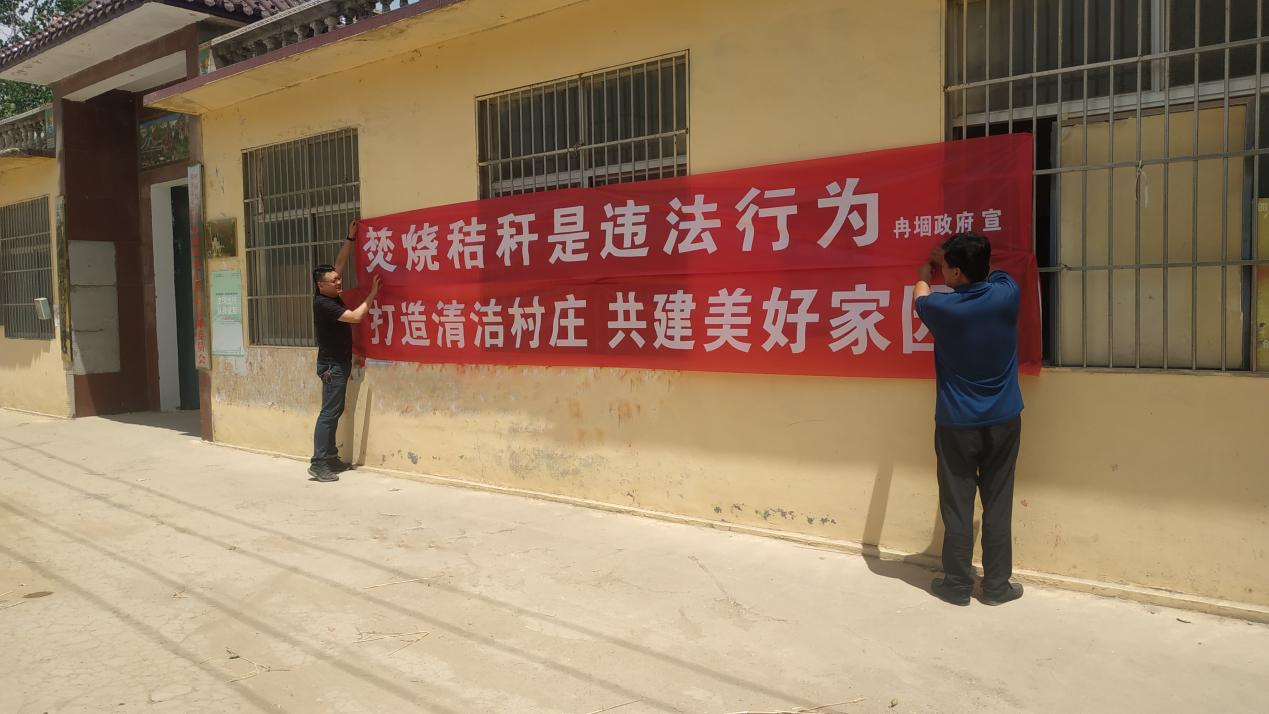 焚烧秸秆是违法行为 冉堌政府 宣
打造清洁村庄 共建美好家